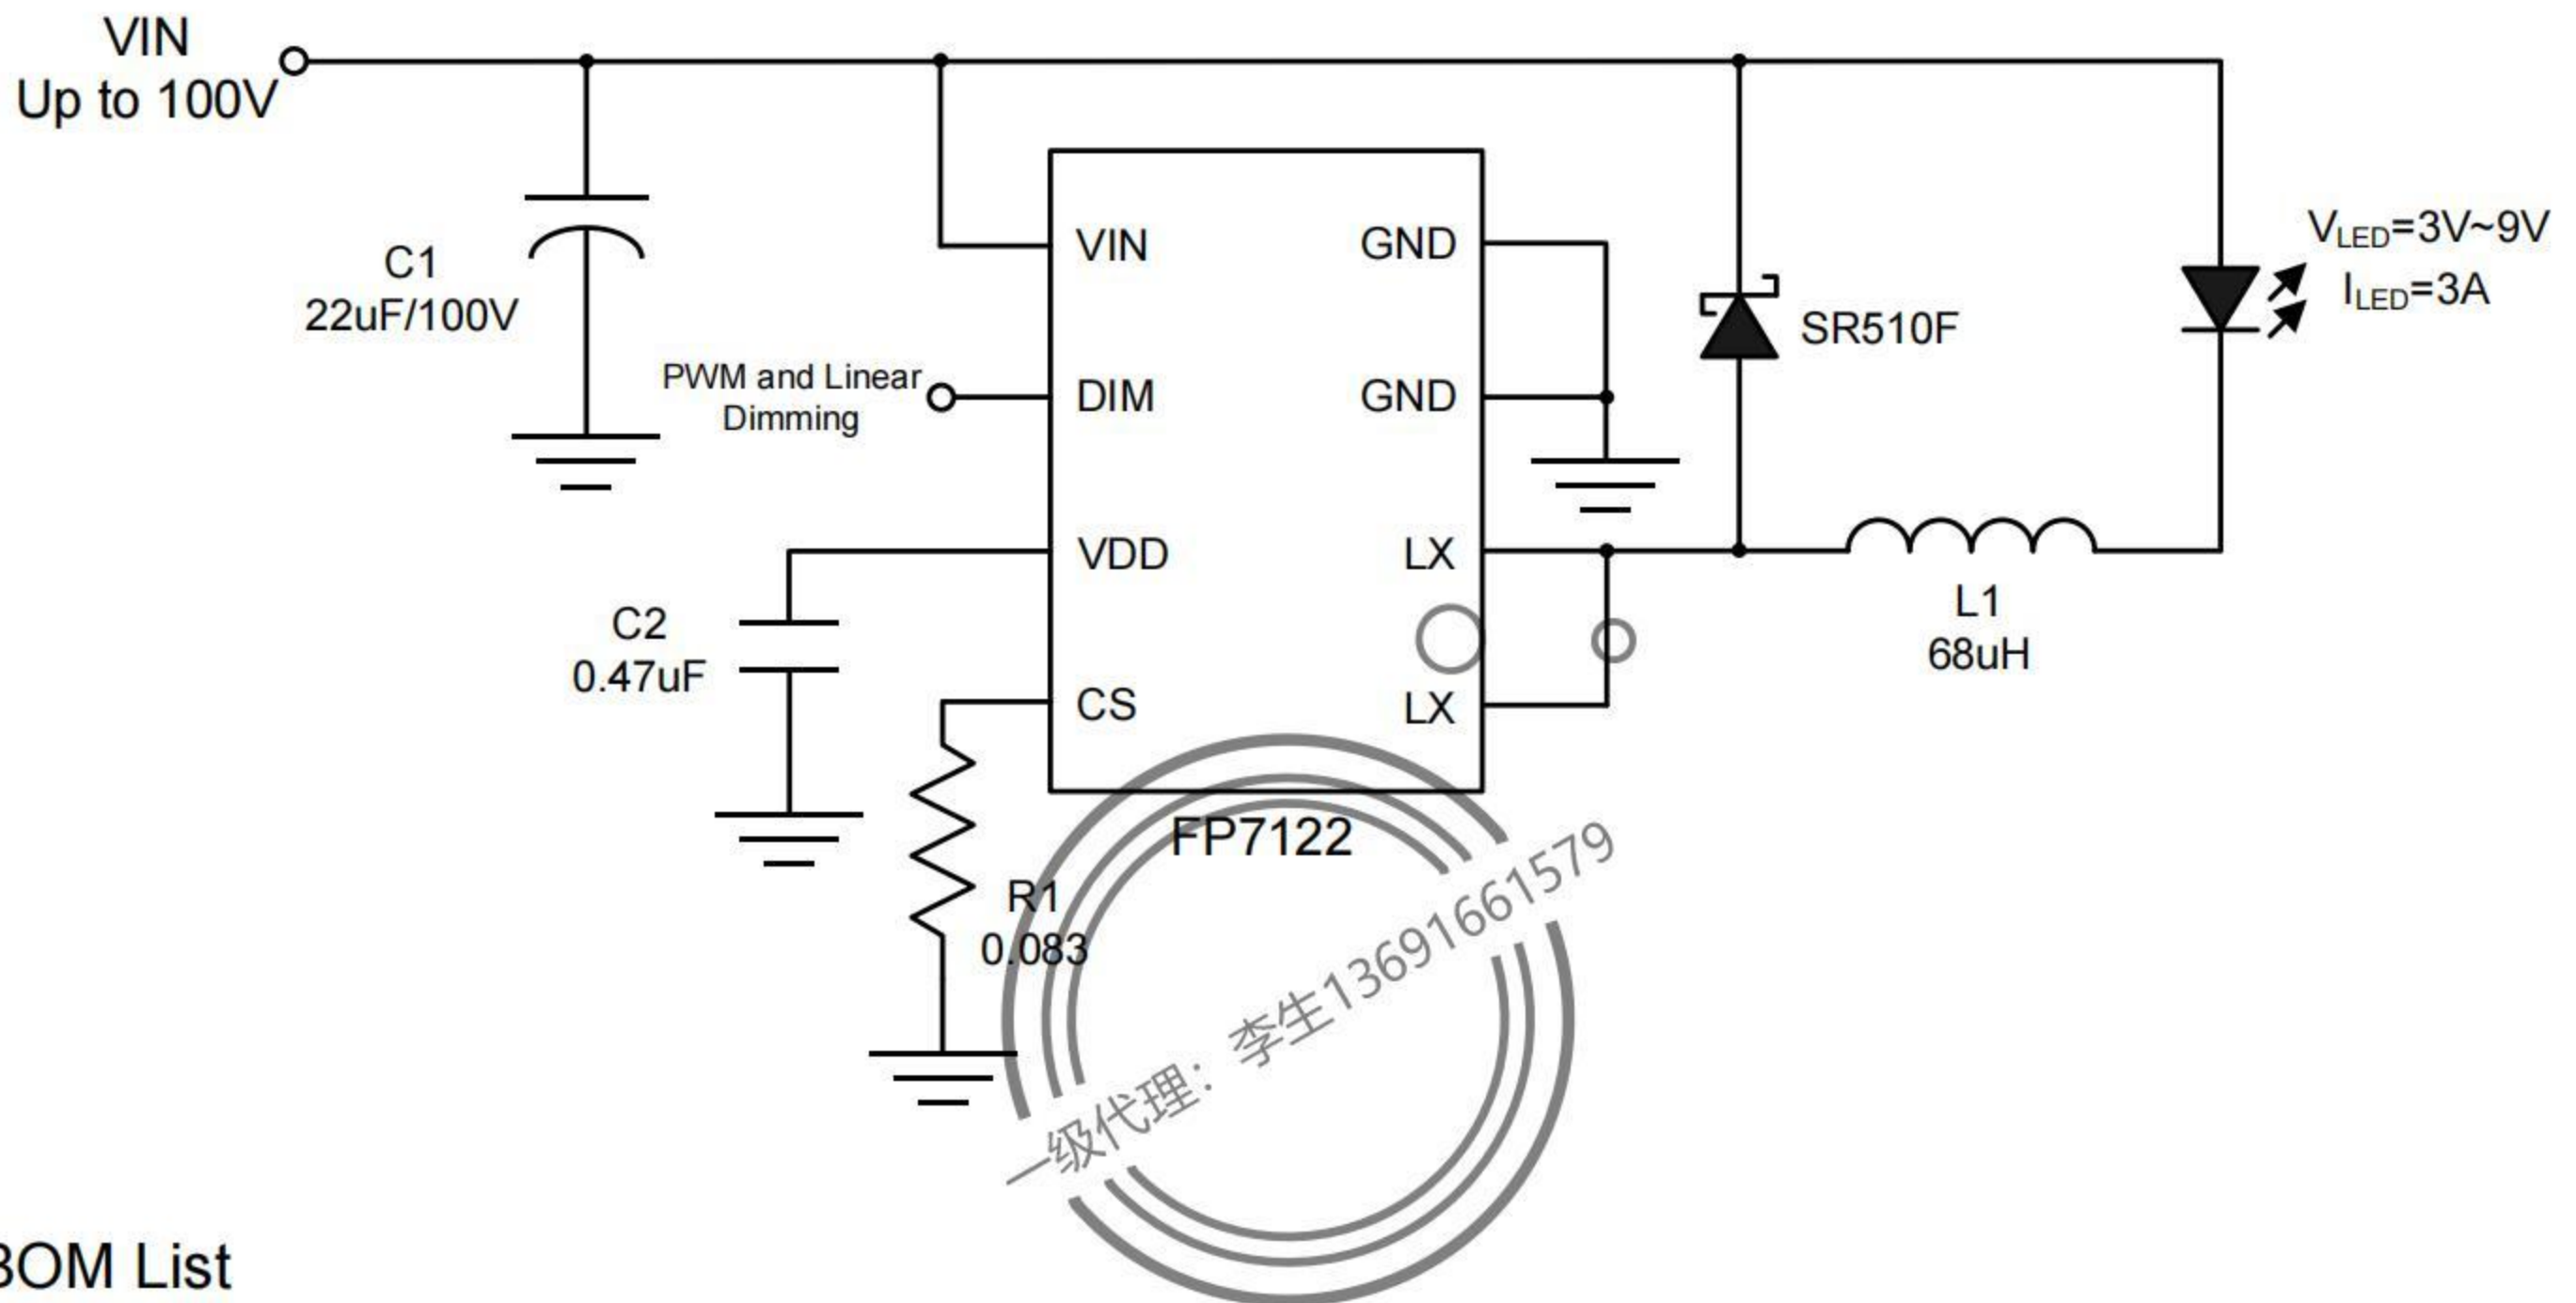 VIN
Up to 100V
C1
22uF/100V
PWM and Linear
Dimming
C2
0.47uF
VIN
DIM
VDD
CS
GND
GND
LX
LX
FP7122
R1
0.083
SR510F
L1
68uH
VLED=3V~9V
ILED=3A
一级代理：李生13691661579
BOM List